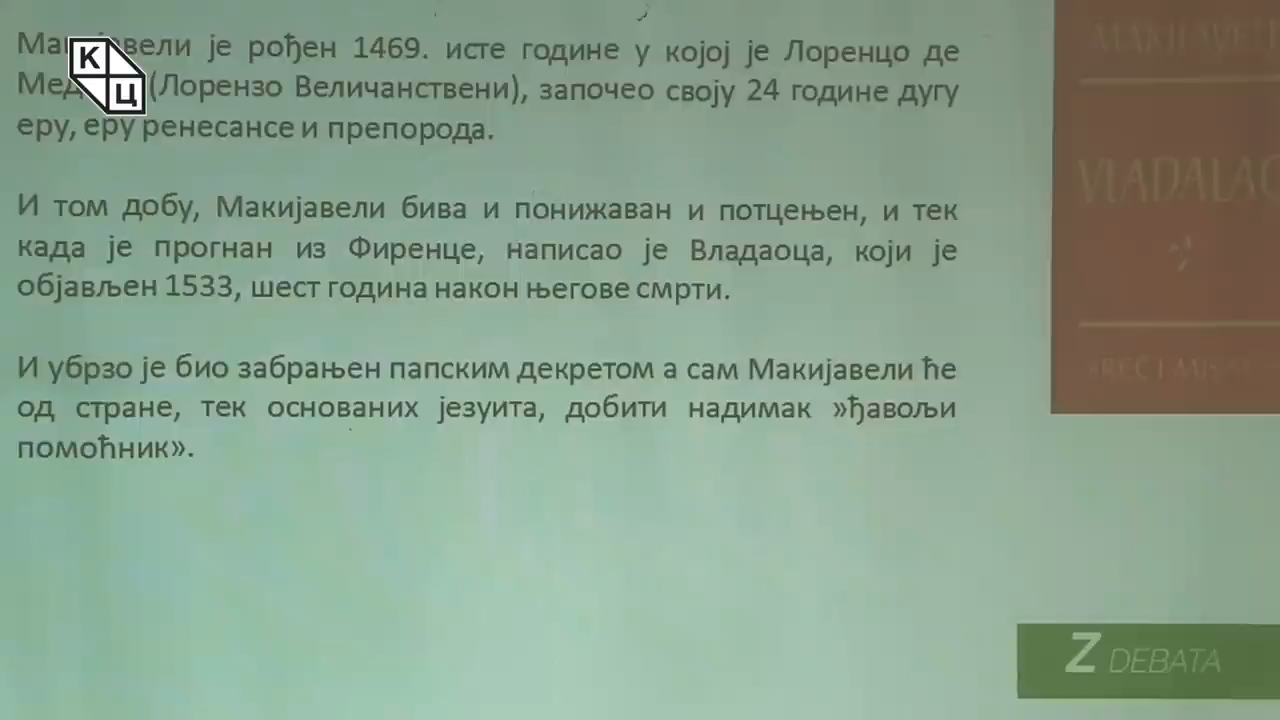 је рођен 1469. исте године у којој је Лоренцо де
(Лорензо Величанствени), започео своју 24 године дугу
еру, еру ренесансе и препорода.
И том добу, Макијавели бива и понижаван и потцењен, и тек
када је прогнан из Фиренце, написао је Владаоца, који је
објављен 1533, шест година након његове смрти.
И убрзо је био забрањен папским декретом а сам Макијавели ће
од стране, тек основаних језуита, добити надимак »ђавољи
помоћник».
К
Ц
VLADALAC
Z DEBATA